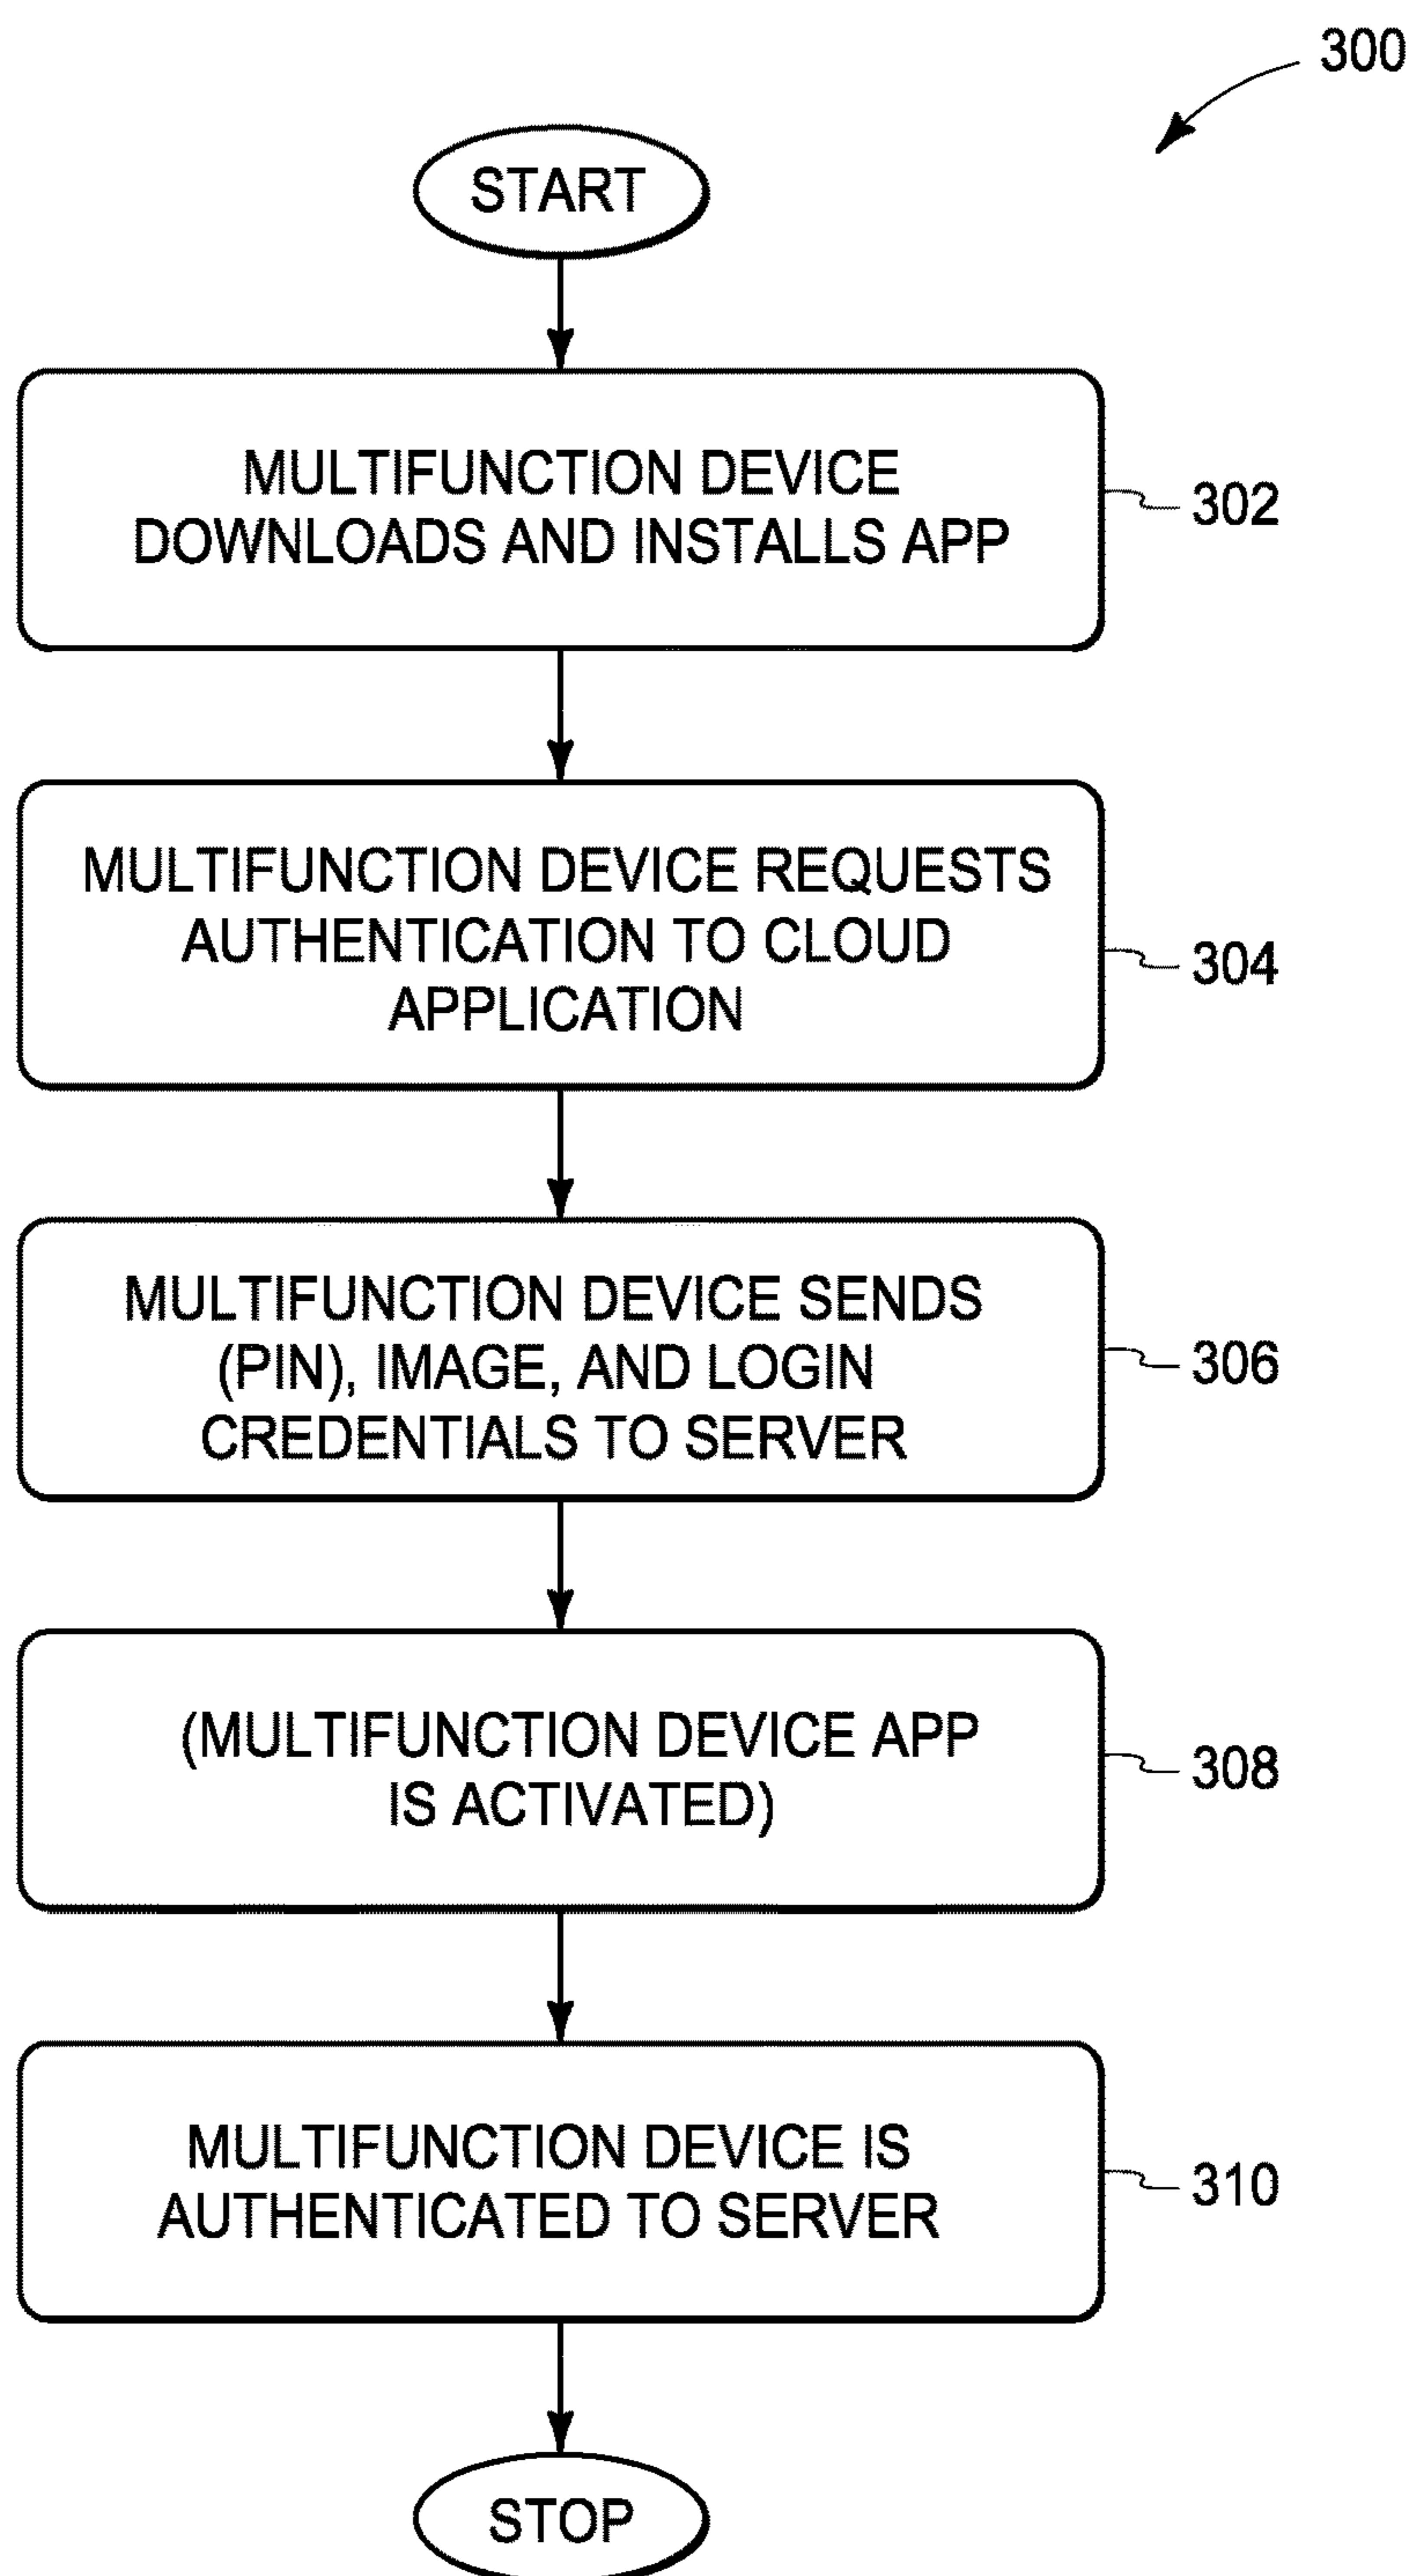 300
START
MULTIFUNCTION DEVICE
DOWNLOADS AND INSTALLS APP
302
MULTIFUNCTION DEVICE REQUESTS
AUTHENTICATION TO CLOUD
APPLICATION
304
MULTIFUNCTION DEVICE SENDS
(PIN), IMAGE, AND LOGIN
CREDENTIALS TO SERVER
306
(MULTIFUNCTION DEVICE APP
IS ACTIVATED)
308
MULTIFUNCTION DEVICE IS
AUTHENTICATED TO SERVER
310
STOP